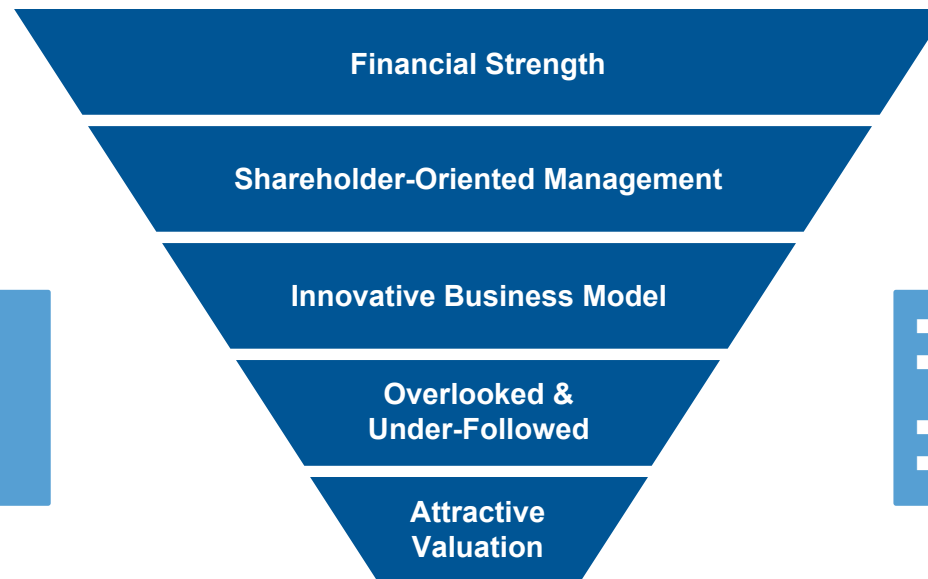 Financial Strength
Shareholder-Oriented Management
Innovative Business Model
Overlooked &
Under-Followed
Attractive
Valuation